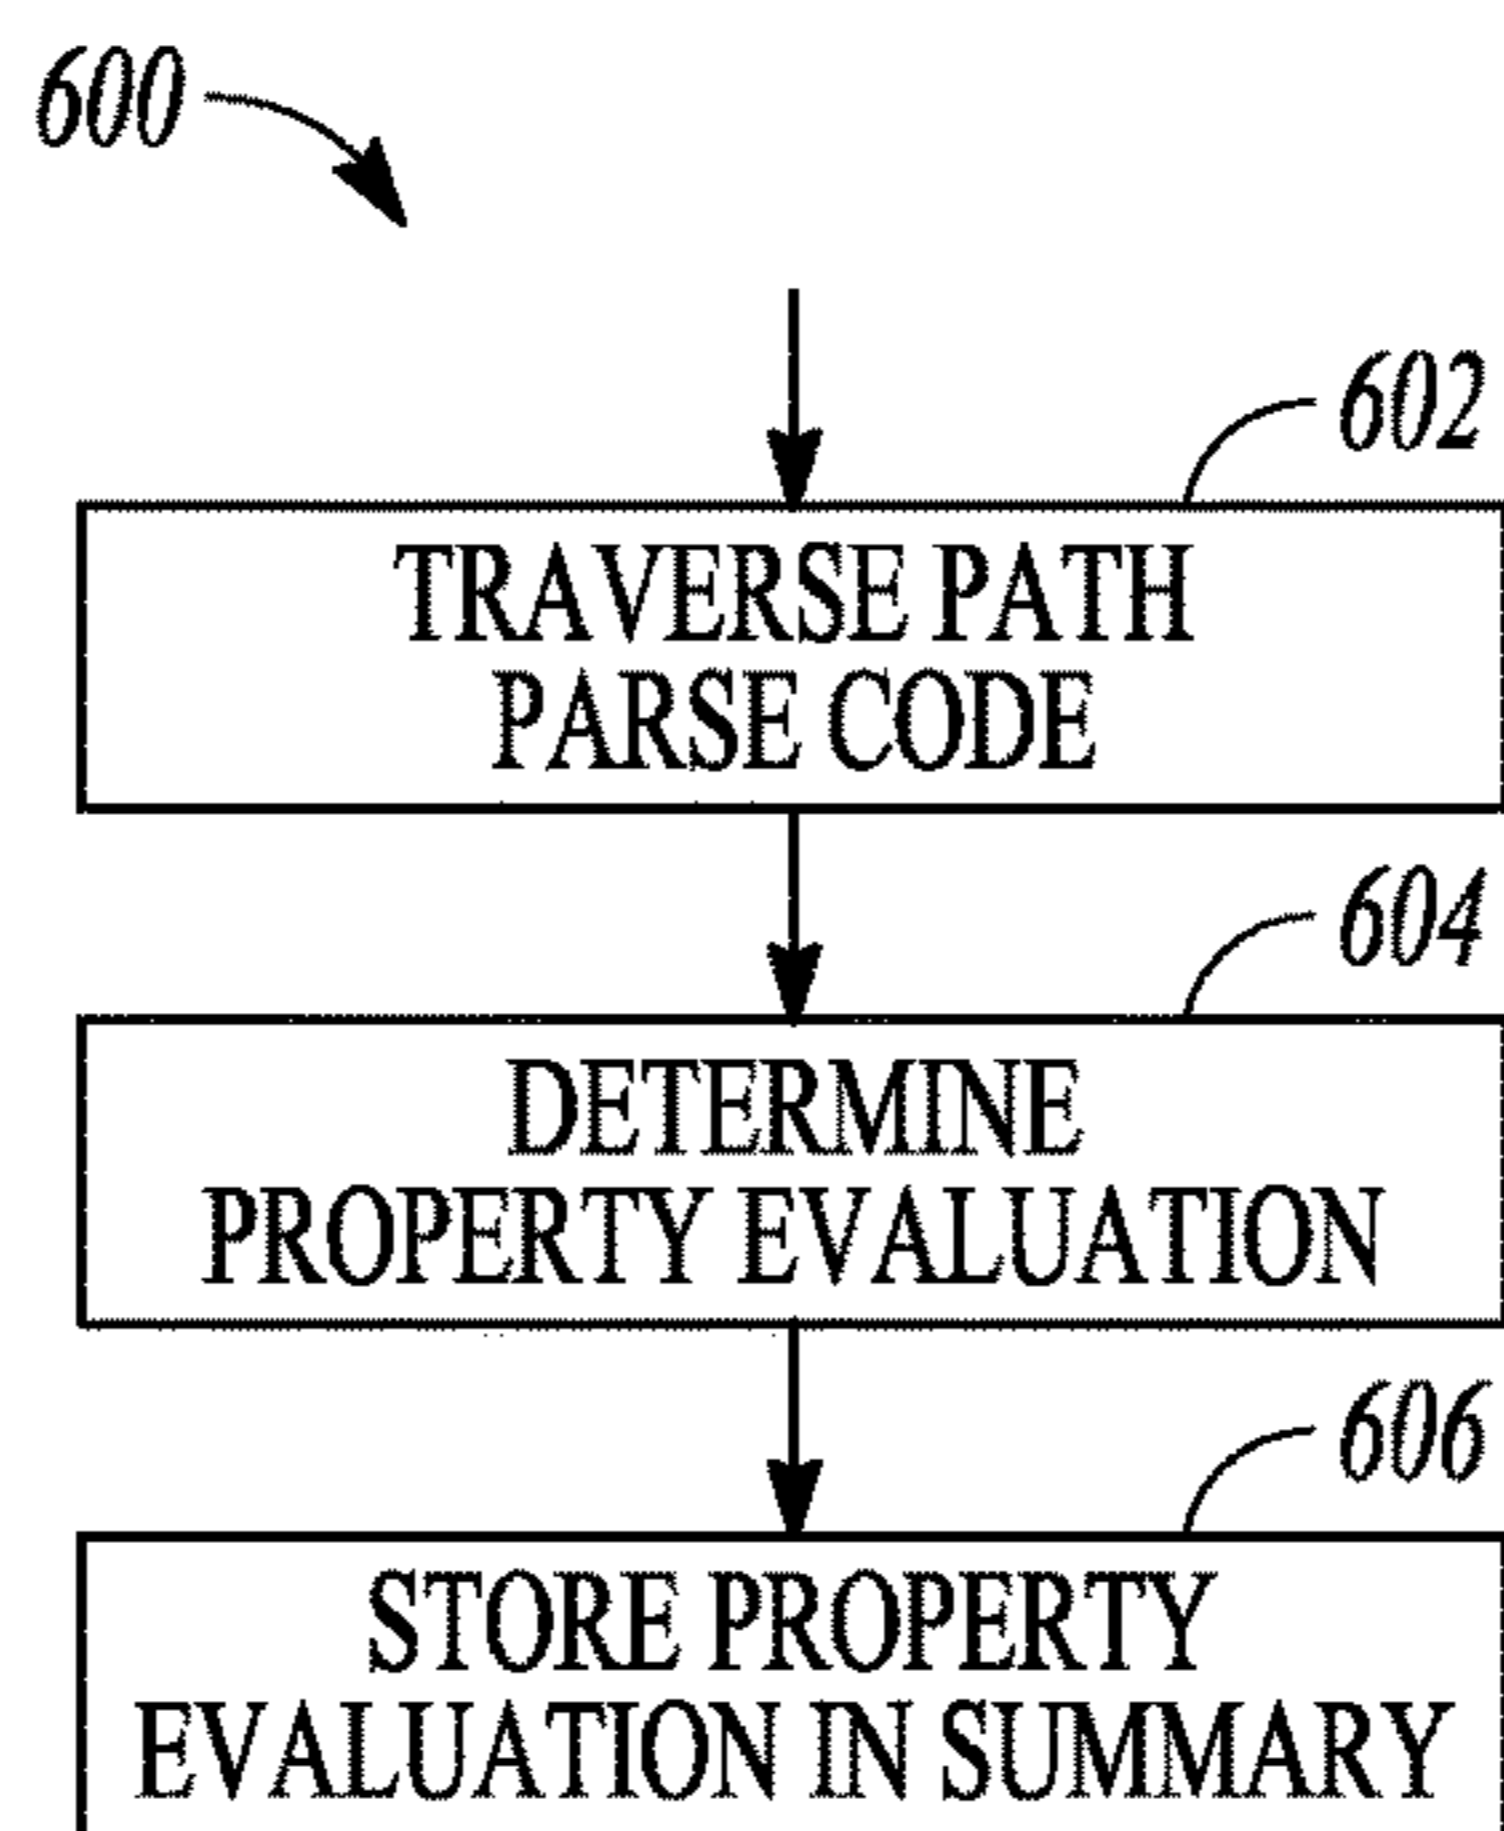 600
602
TRAVERSE PATH
PARSE CODE
604
DETERMINE
PROPERTY EVALUATION
606
STORE PROPERTY
EVALUATION IN SUMMARY